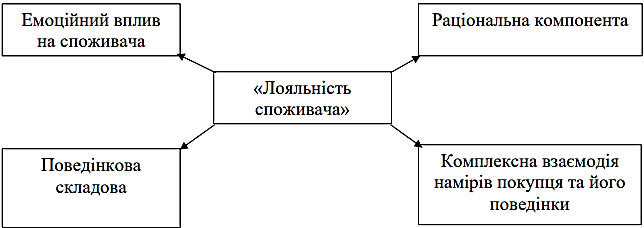 Емоційний вплив
на споживача
Раціональна компонента
«Лояльність
споживача»
Поведінкова
складова
Комплексна взаємодія
намірів покупця та його
поведінки